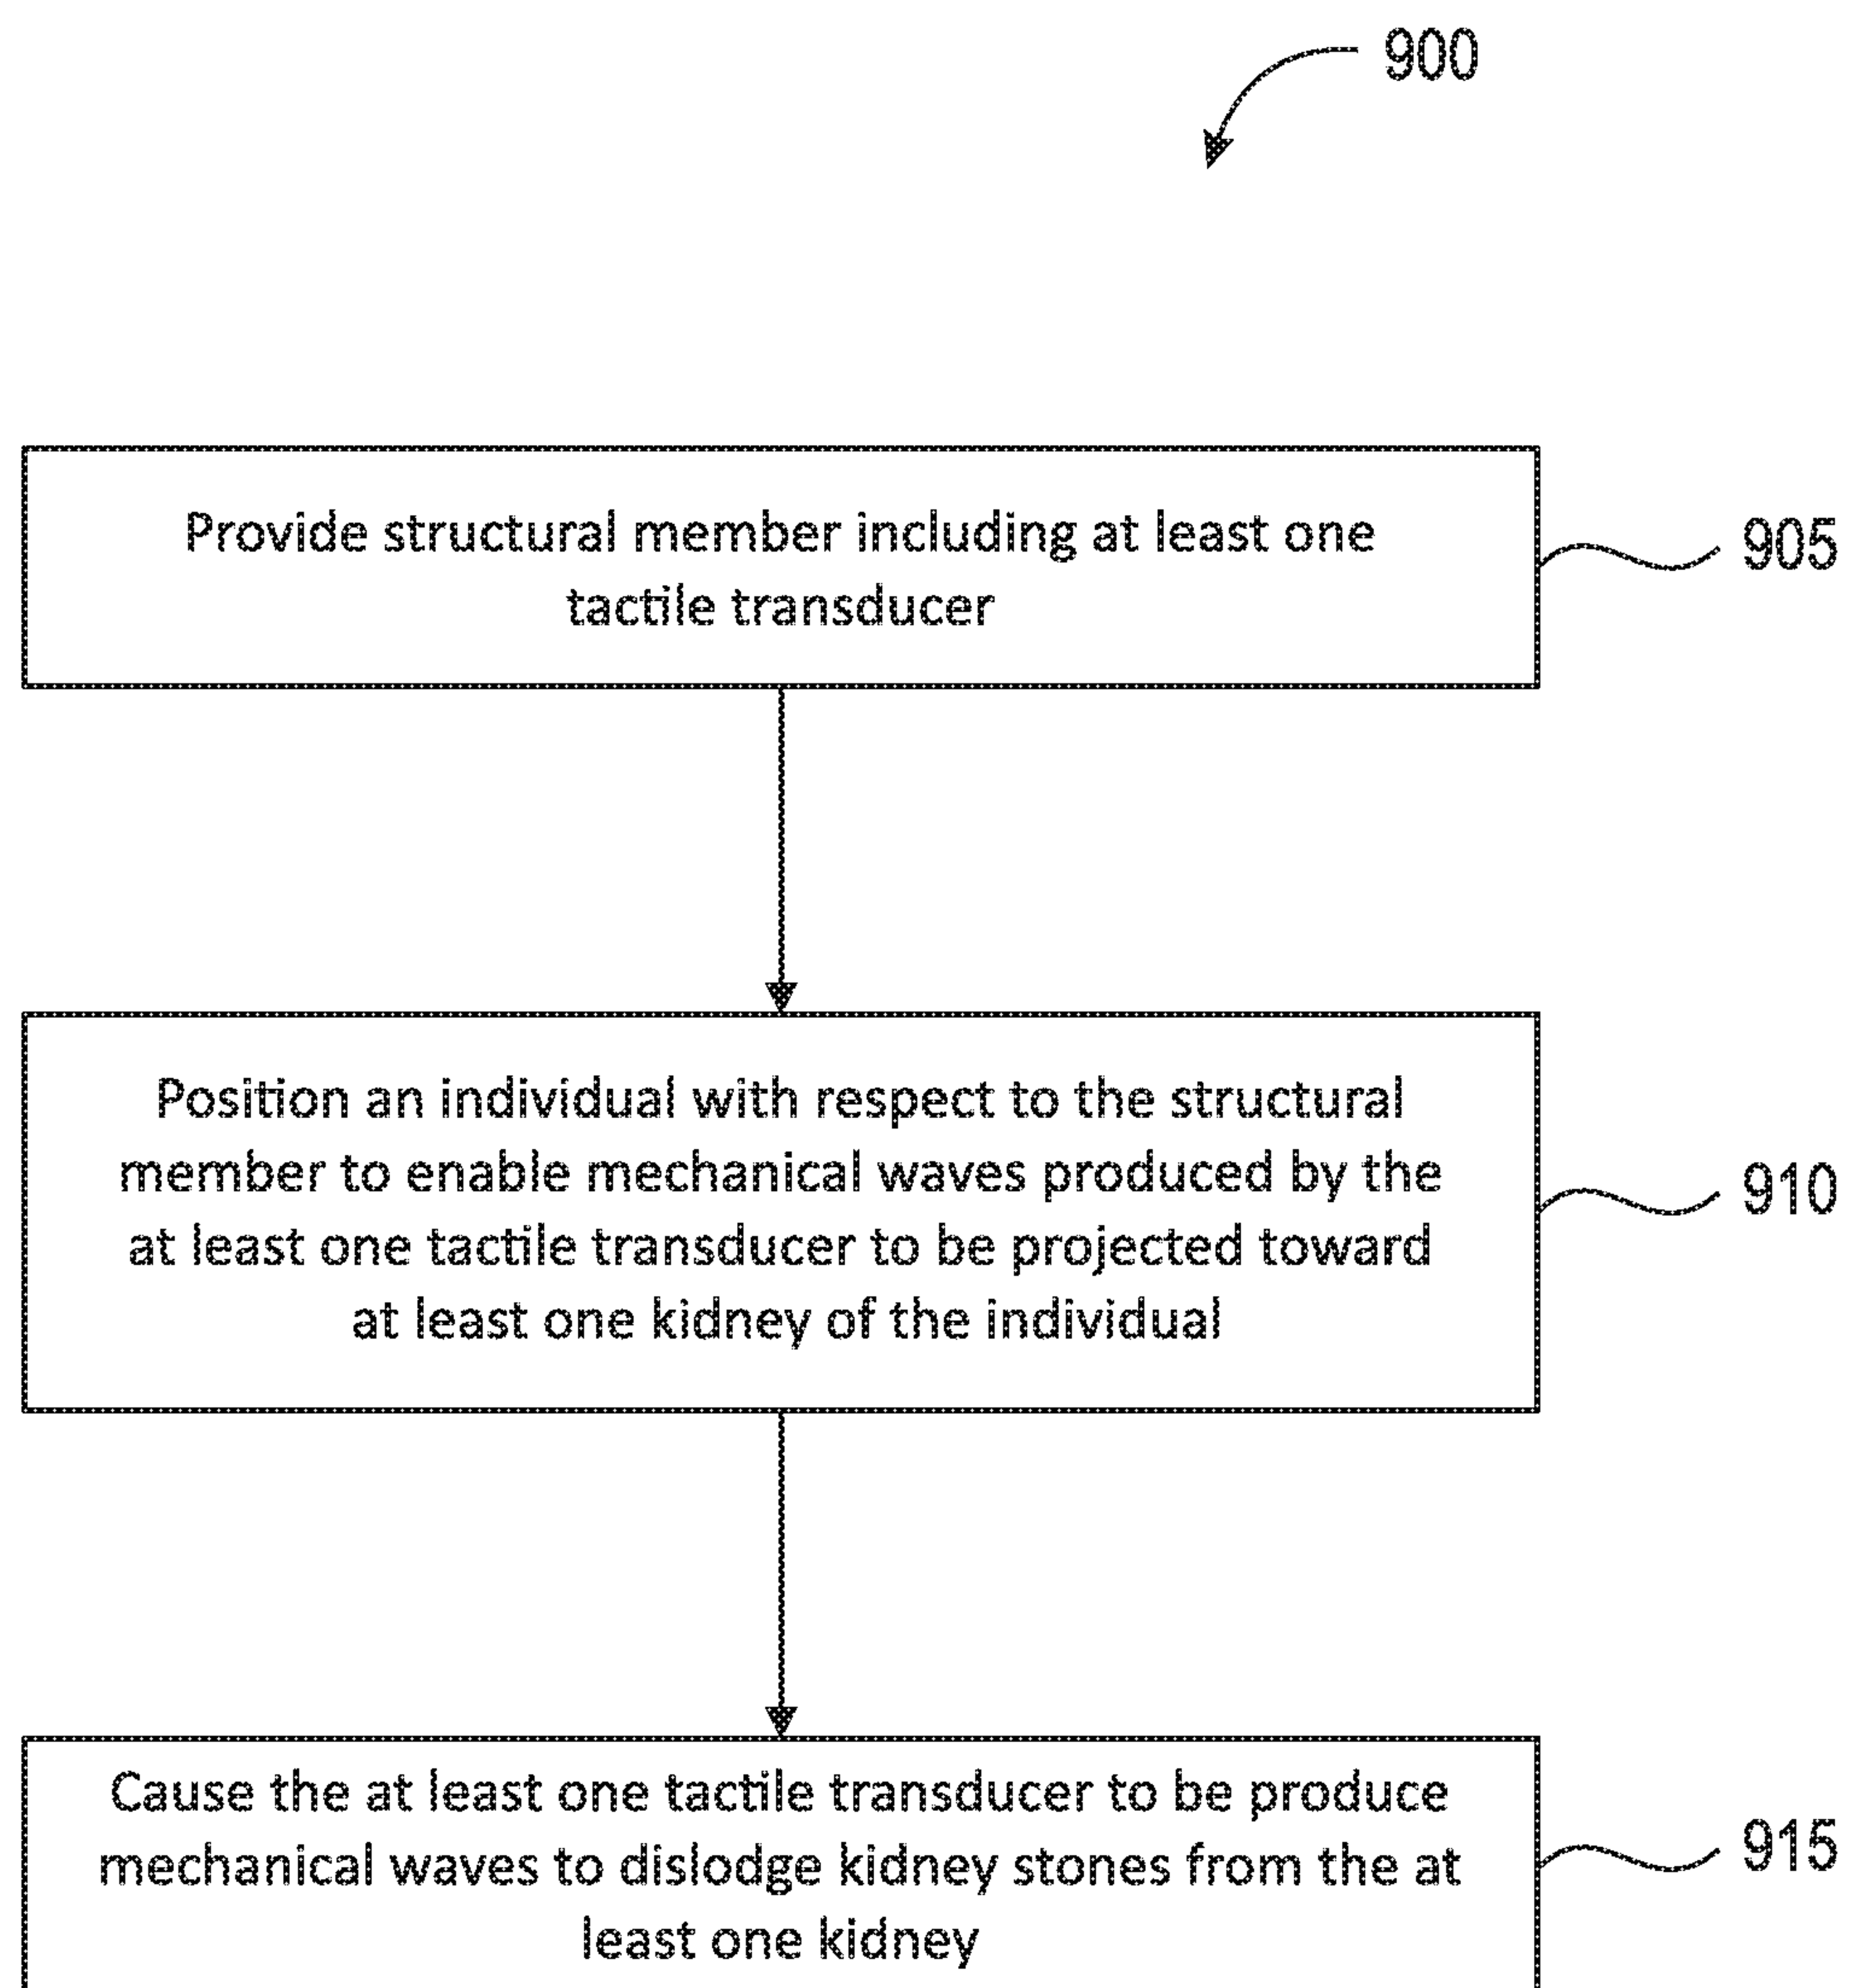 900
Provide structural member including at least one
tactile transducer
905
Position an individual with respect to the structural
member to enable mechanical waves produced by the
at least one tactile transducer to be projected toward
at least one kidney of the individual
910
Cause the at least one tactile transducer to be produce
mechanical waves to dislodge kidney stones from the at
least one kidney
915